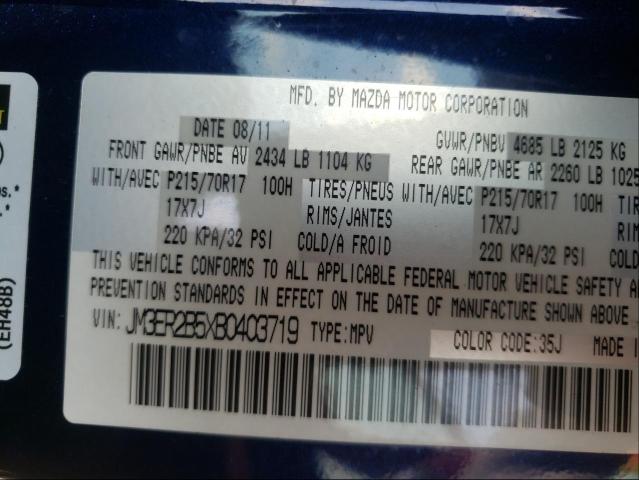 MFD. BY MAZDA MOTOR CORPORATION
DATE 08/11 GVWR/PNBV 4685 LB 2125 KG
FRONT GAWR/PNBE AV 2434 LB 1104 KG REAR GAWR/PNBE AR 2260 LB 1025
WITH/AVEC P215/70R17 100H TIRES/PNEUS WITH/AVEC P215/70R17 100H TIRE
17X7J RIMS/JANTES 17X7J RIM
220 KPA/32 PSI COLD/A FROID 220 KPA/32 PSI COLD
THIS VEHICLE CONFORMS TO ALL APPLICABLE FEDERAL MOTOR VEHICLE SAFETY A
PREVENTION STANDARDS IN EFFECT ON THE DATE OF MANUFACTURE SHOWN ABOVE.
VIN: JM3ER2B5XB0403719 TYPE:MPV COLOR CODE:35J MADE I
(EH48B)